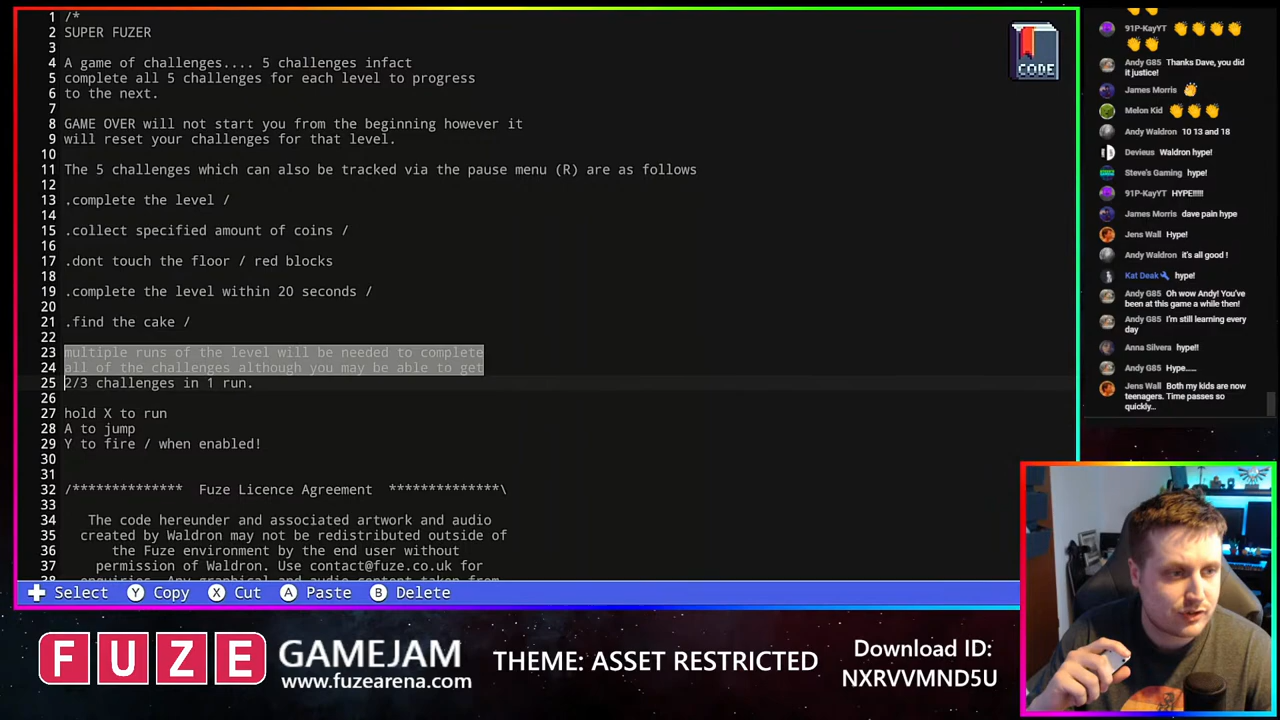 1 /*
2 SUPER FUZER
3
4 A game of challenges.... 5 challenges infact
5 complete all 5 challenges for each level to progress
6 to the next.
7
8 GAME OVER will not start you from the beginning however it
9 will reset your challenges for that level.
10
11 The 5 challenges which can also be tracked via the pause menu (R) are as follows
12
13 .complete the level /
14
15 .collect specified amount of coins /
16
17 .dont touch the floor / red blocks
18
19 .complete the level within 20 seconds /
20
21 .find the cake /
22
23 multiple runs of the level will be needed to complete
24 all of the challenges although you may be able to get
25 2/3 challenges in 1 run.
26
27 hold X to run
28 A to jump
29 Y to fire / when enabled!
30
31
32 /************** Fuze Licence Agreement **************\
33
34 The code hereunder and associated artwork and audio
35 created by Waldron may not be redistributed outside of
36 the Fuze environment by the end user without
37 permission of Waldron. Use contact@fuze.co.uk for
CODE
Select Y Copy X Cut A Paste B Delete
91P-KayYT 👏 👏 👏 👏
👏 👏
Andy G85 Thanks Dave, you did
it justice!
James Morris 👏
Melon Kid 👏 👏 👏
Andy Waldron 10 13 and 18
Devieus Waldron hype!
Steve's Gaming hype!
91P-KayYT HYPE!!!!!
James Morris dave pain hype
Jens Wall Hype!
Andy Waldron it's all good !
Kat Deak hype!
Andy G85 Oh wow Andy! You've
been at this game a while then!
Andy G85 I'm still learning every
day
Anna Silvera hype!!
Andy G85 Hype......
Jens Wall Both my kids are now
teenagers. Time passes so
quickly...
FUZE GAMEJAM
www.fuzearena.com
THEME: ASSET RESTRICTED
Download ID:
NXRVVMND5U